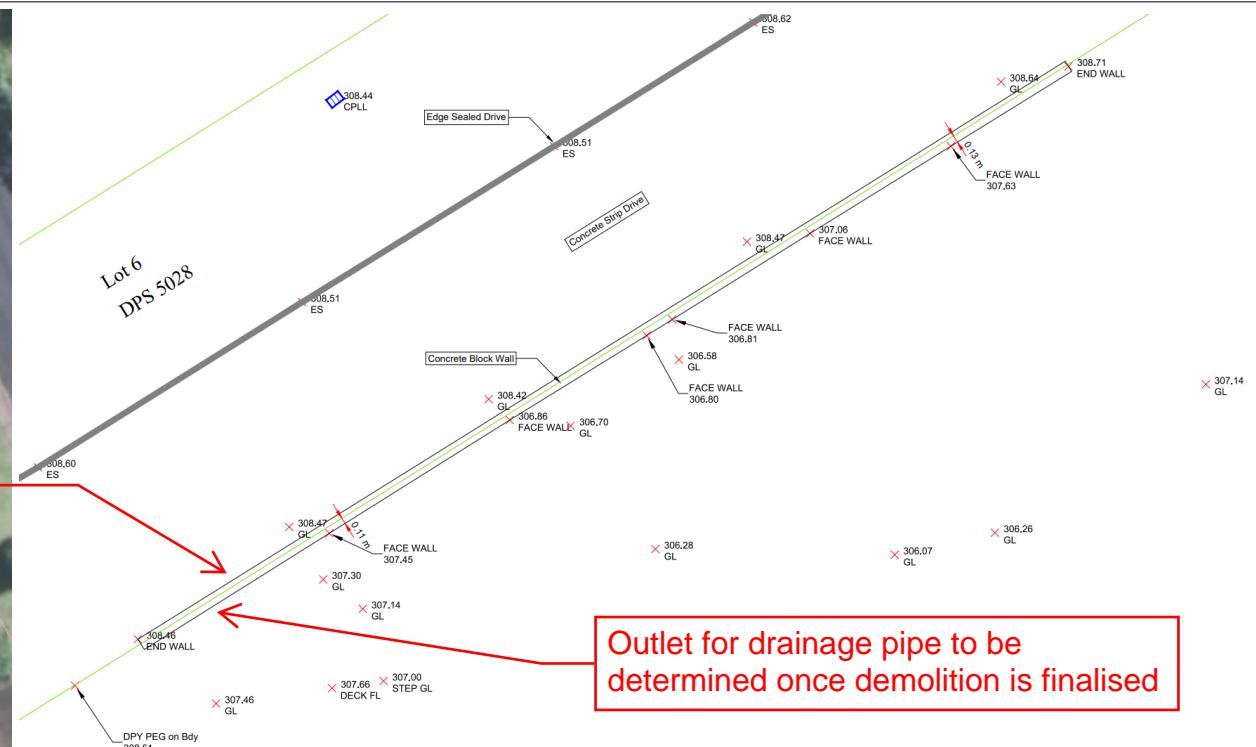 308.62
ES
308.71
END WALL
308.64
GL
308.44
CPLL
Edge Sealed Drive
308.51
ES
0.13 m
FACE WALL
307.63
Concrete Strip Drive
307.06
FACE WALL
308.47
GL
Lot 6
DPS 5028
308.51
ES
FACE WALL
306.81
Concrete Block Wall
306.58
GL
FACE WALL
306.80
307.14
GL
308.42
GL
306.86
FACE WALL
306.70
GL
308.60
ES
308.47
GL
0.11 m
FACE WALL
307.45
306.28
GL
306.07
GL
306.26
GL
307.30
GL
307.14
GL
308.46
END WALL
Outlet for drainage pipe to be
determined once demolition is finalised
307.66
DECK FL
307.00
STEP GL
307.46
GL
DPY PEG on Bdy
308.51